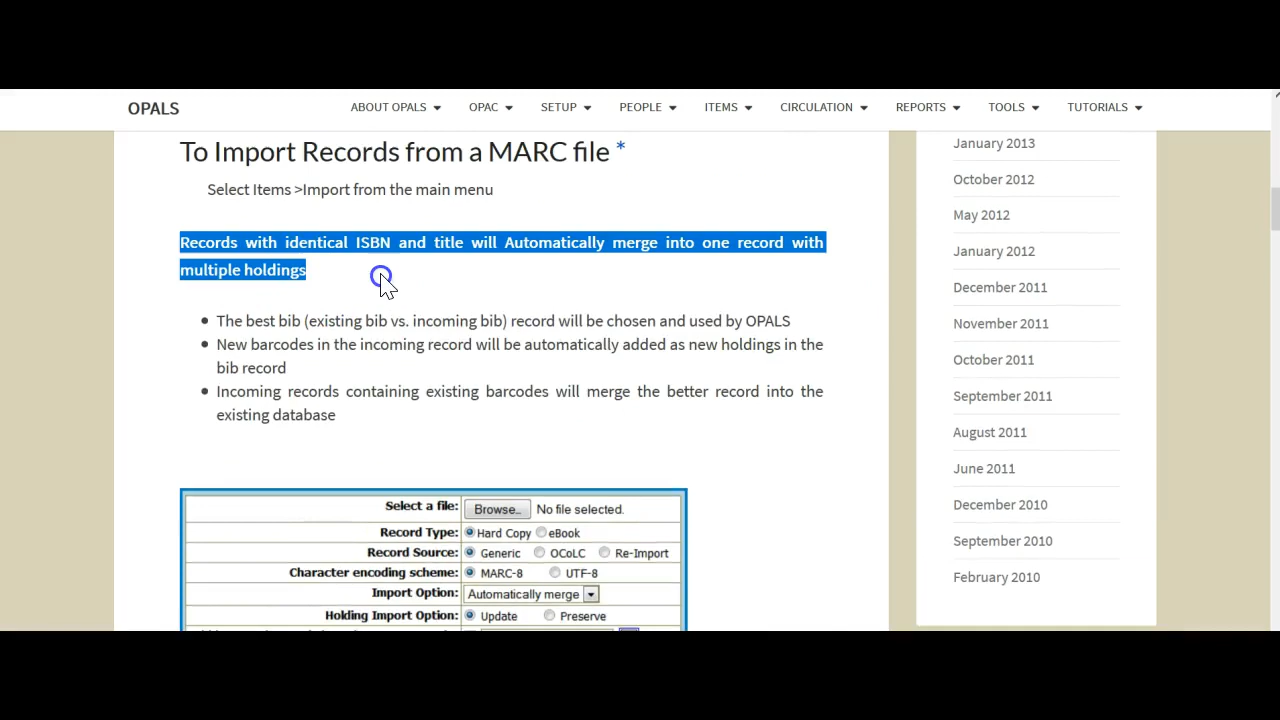 OPALS
ABOUT OPALS OPAC SETUP PEOPLE ITEMS CIRCULATION REPORTS TOOLS TUTORIALS
To Import Records from a MARC file *
Select Items >Import from the main menu
Records with identical ISBN and title will Automatically merge into one record with
multiple holdings
• The best bib (existing bib vs. incoming bib) record will be chosen and used by OPALS
• New barcodes in the incoming record will be automatically added as new holdings in the
bib record
• Incoming records containing existing barcodes will merge the better record into the
existing database
Select a file: Browse.. No file selected.
Record Type: Hard Copy eBook
Record Source: Generic OCoLC Re-Import
Character encoding scheme: MARC-8 UTF-8
Import Option: Automatically merge
Holding Import Option: Update Preserve
January 2013
October 2012
May 2012
January 2012
December 2011
November 2011
October 2011
September 2011
August 2011
June 2011
December 2010
September 2010
February 2010